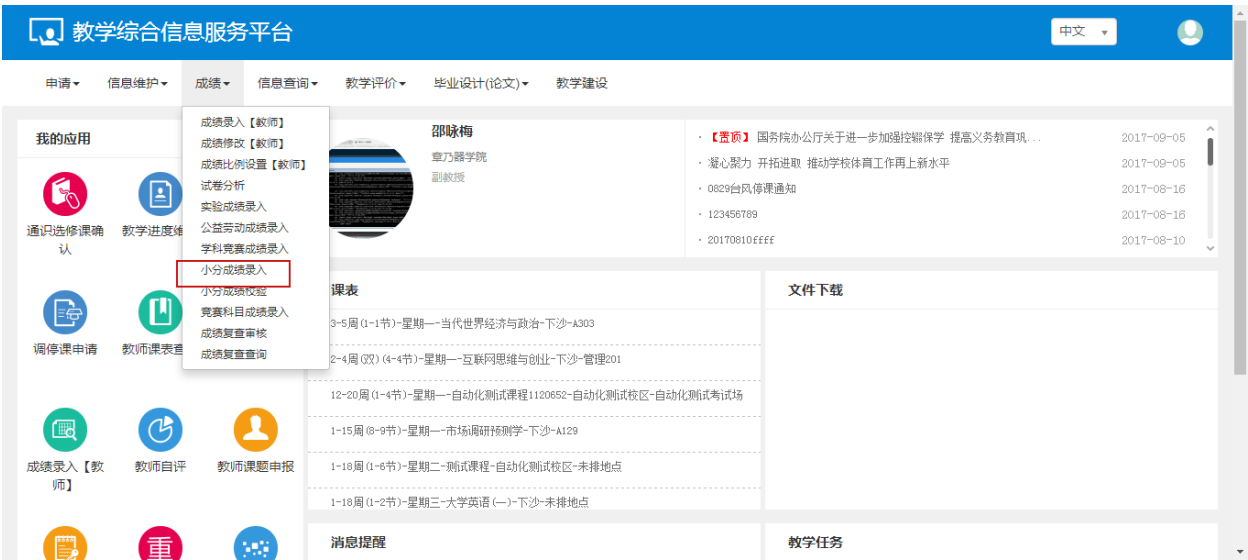 教学综合信息服务平台
中文
申请 信息维护 成绩 信息查询 教学评价 毕业设计(论文) 教学建设
成绩录入【教师】
成绩修改【教师】
成绩比例设置【教师】
试卷分析
实验成绩录入
公益劳动成绩录入
学科竞赛成绩录入
小分成绩录入
小分成绩校验
竞赛科目成绩录入
成绩复查审核
成绩复查查询
我的应用
通识选修课确
认
教学进度维
调停课申请
教师课表查
成绩录入【教
师】
教师自评
教师课题申报
重
邵咏梅
章乃器学院
副教授
· 【置顶】 国务院办公厅关于进一步加强控辍保学 提高义务教育巩... 2017-09-05
· 凝心聚力 开拓进取 推动学校体育工作再上新水平 2017-09-05
· 0829台风停课通知 2017-08-16
· 123456789 2017-08-16
· 20170810ffff 2017-08-10
课表
3-5周(1-1节)-星期一-当代世界经济与政治-下沙-A303
2-4周(双)(4-4节)-星期一-互联网思维与创业-下沙-管理201
12-20周(1-4节)-星期一-自动化测试课程1120652-自动化测试校区-自动化测试考试场
1-15周(8-9节)-星期一-市场调研预测学-下沙-A129
1-18周(1-6节)-星期二-测试课程-自动化测试校区-未排地点
1-18周(1-2节)-星期三-大学英语(一)-下沙-未排地点
文件下载
消息提醒
教学任务